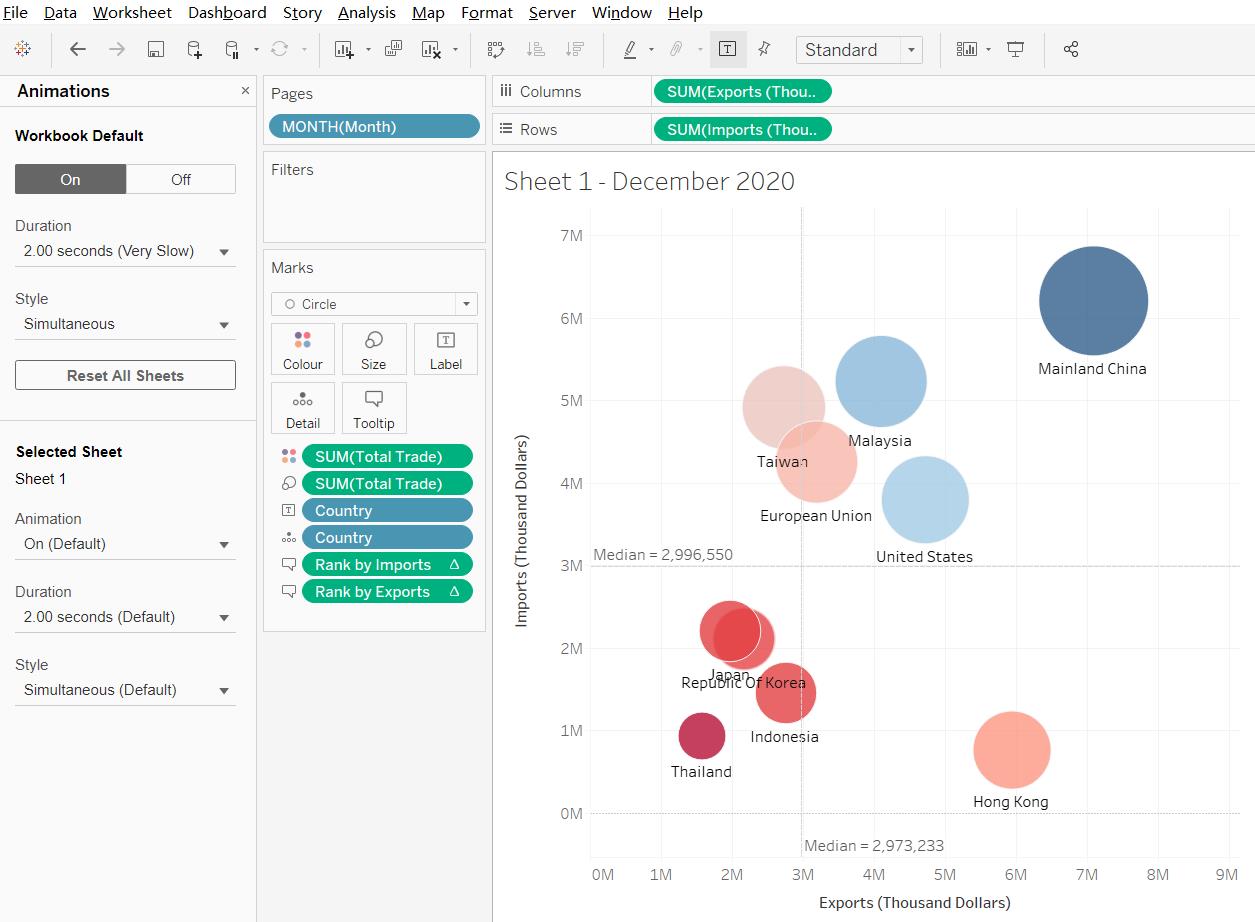 File Data Worksheet Dashboard Story Analysis Map Format Server Window Help
Standard
Animations
Workbook Default
On Off
Duration
2.00 seconds (Very Slow)
Style
Simultaneous
Reset All Sheets
Selected Sheet
Sheet 1
Animation
On (Default)
Duration
2.00 seconds (Default)
Style
Simultaneous (Default)
Pages
MONTH(Month)
Filters
Marks
Circle
Colour Size Label
Detail Tooltip
SUM(Total Trade)
SUM(Total Trade)
Country
Country
Rank by Imports Δ
Rank by Exports Δ
Columns SUM(Exports (Thou..
Rows SUM(Imports (Thou..
Sheet 1 - December 2020
Imports (Thousand Dollars)
7M
6M
5M
4M
3M
2M
1M
0M
Mainland China
Malaysia
Taiwan
European Union
United States
Median = 2,996,550
Japan
Republic Of Korea
Indonesia
Thailand
Hong Kong
Median = 2,973,233
0M 1M 2M 3M 4M 5M 6M 7M 8M 9M
Exports (Thousand Dollars)